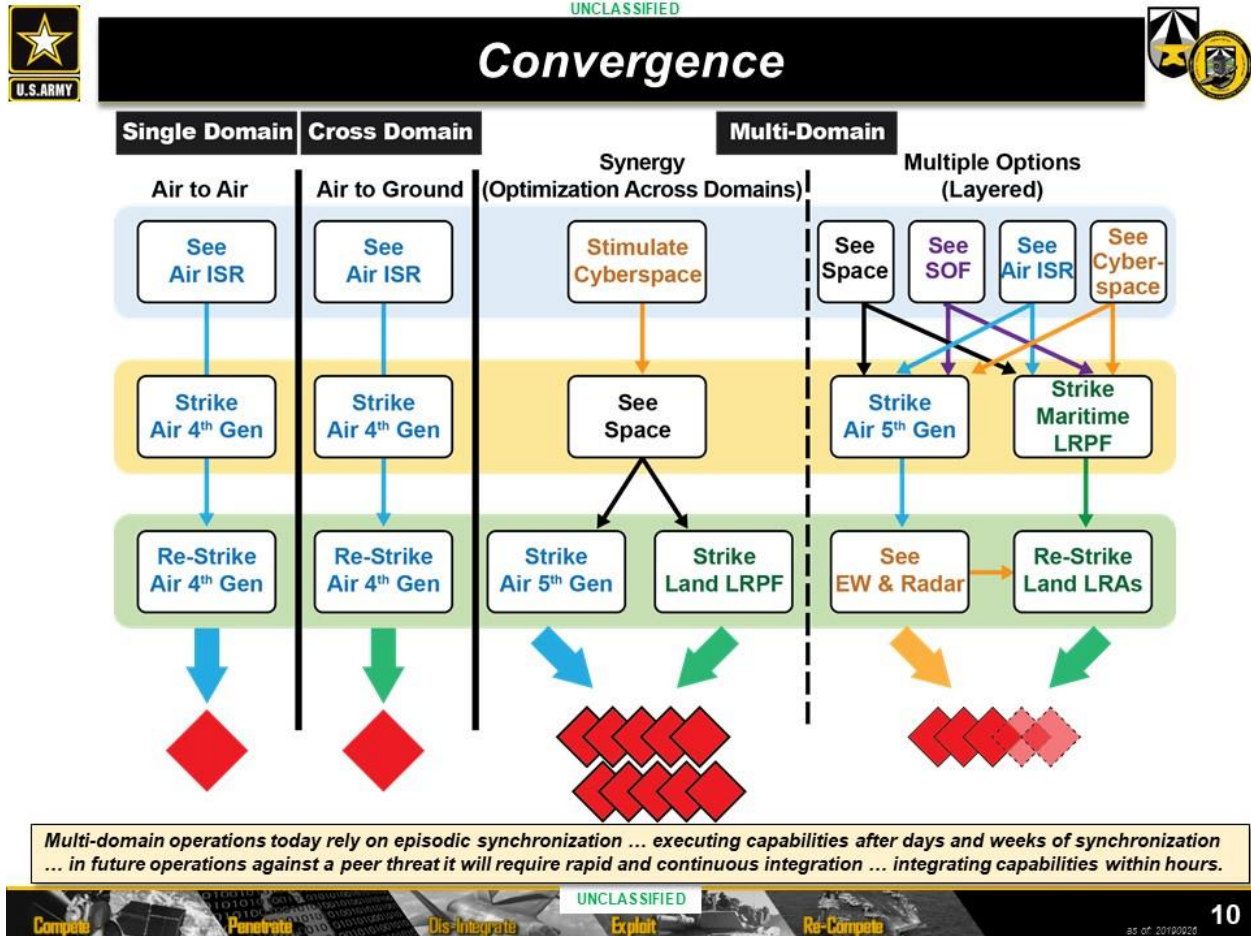 UNCLASSIFIED
U.S.ARMY
Convergence
Single Domain
Cross Domain
Multi-Domain
Air to Air
Air to Ground
Synergy
(Optimization Across Domains)
Multiple Options
(Layered)
See
Air ISR
See
Air ISR
Stimulate
Cyberspace
See
Space
See
SOF
See
Air ISR
See
Cyber-
space
Strike
Air 4th Gen
Strike
Air 4th Gen
See
Space
Strike
Air 5th Gen
Strike
Maritime
LRPF
Re-Strike
Air 4th Gen
Re-Strike
Air 4th Gen
Strike
Air 5th Gen
Strike
Land LRPF
See
EW & Radar
Re-Strike
Land LRAs
Multi-domain operations today rely on episodic synchronization ... executing capabilities after days and weeks of synchronization
... in future operations against a peer threat it will require rapid and continuous integration ... integrating capabilities within hours.
UNCLASSIFIED
Compete
Penetrate
Dis-Integrate
Exploit
Re-Compete
as of: 20190926
10